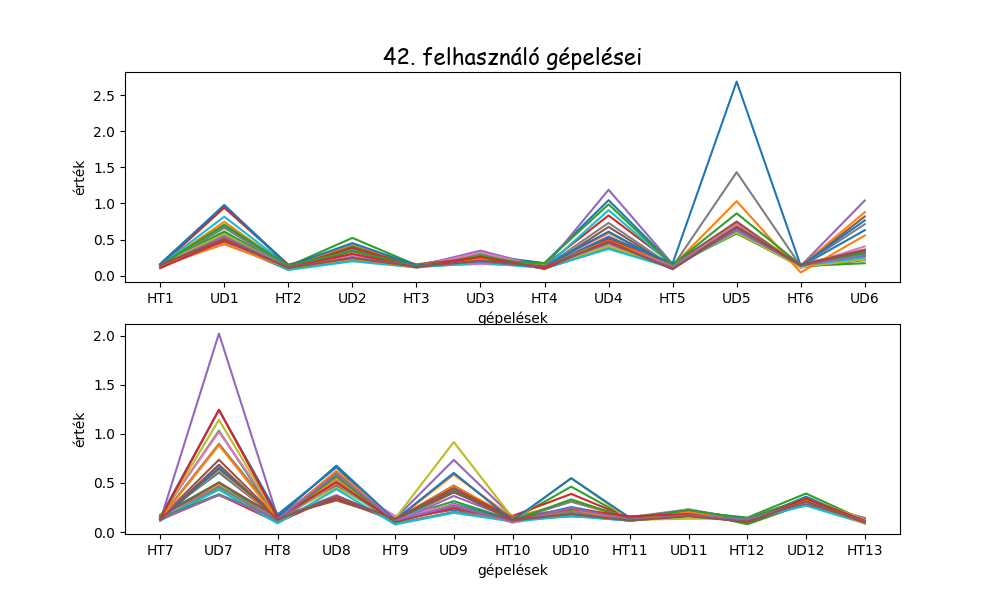 42. felhasználó gépelései
érték
2.5
2.0
1.5
1.0
0.5
0.0
HT1 UD1 HT2 UD2 HT3 UD3 HT4 UD4 HT5 UD5 HT6 UD6
gépelések
érték
2.0
1.5
1.0
0.5
0.0
HT7 UD7 HT8 UD8 HT9 UD9 HT10 UD10 HT11 UD11 HT12 UD12 HT13
gépelések